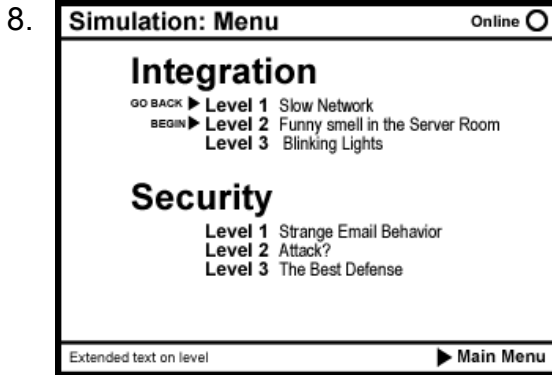 8.
Simulation: Menu Online
Integration
GO BACK Level 1 Slow Network
BEGIN Level 2 Funny smell in the Server Room
Level 3 Blinking Lights
Security
Level 1 Strange Email Behavior
Level 2 Attack?
Level 3 The Best Defense
Extended text on level Main Menu